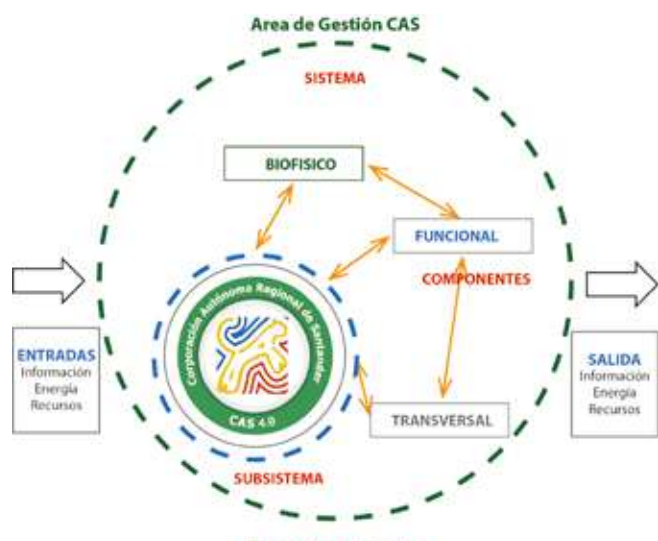 Area de Gestión CAS
SISTEMA
BIOFISICO
FUNCIONAL
COMPONENTES
Corporación Autónoma Regional de Santander
CAS 4.0
ENTRADAS
Información
Energía
Recursos
SALIDA
Información
Energía
Recursos
TRANSVERSAL
SUBSISTEMA